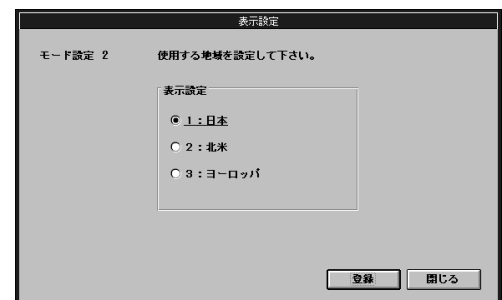 表示設定
モード設定 2　使用する地域を設定して下さい。
表示設定
1：日本
2：北米
3：ヨーロッパ
登録　閉じる